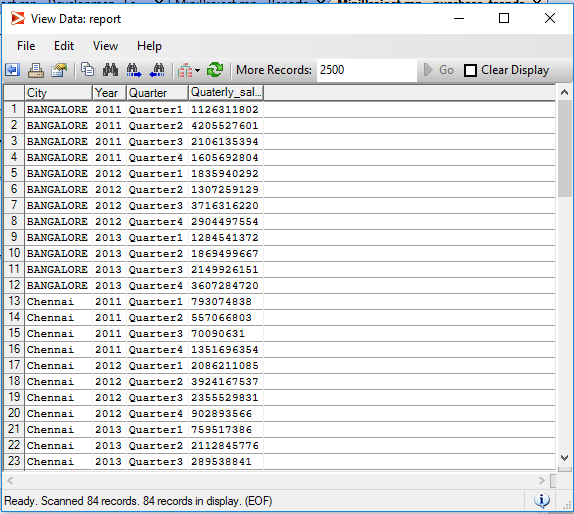 View Data: report
File Edit View Help
More Records: 2500 Go Clear Display
City Year Quarter Quaterly_sal...
1 BANGALORE 2011 Quarter1 1126311802
2 BANGALORE 2011 Quarter2 4205527601
3 BANGALORE 2011 Quarter3 2106135394
4 BANGALORE 2011 Quarter4 1605692804
5 BANGALORE 2012 Quarter1 1835940292
6 BANGALORE 2012 Quarter2 1307259129
7 BANGALORE 2012 Quarter3 3716316220
8 BANGALORE 2012 Quarter4 2904497554
9 BANGALORE 2013 Quarter1 1284541372
10 BANGALORE 2013 Quarter2 1869499667
11 BANGALORE 2013 Quarter3 2149926151
12 BANGALORE 2013 Quarter4 3607284720
13 Chennai 2011 Quarter1 793074838
14 Chennai 2011 Quarter2 557066803
15 Chennai 2011 Quarter3 70090631
16 Chennai 2011 Quarter4 1351696354
17 Chennai 2012 Quarter1 2086211085
18 Chennai 2012 Quarter2 3924167537
19 Chennai 2012 Quarter3 2355529831
20 Chennai 2012 Quarter4 902893566
21 Chennai 2013 Quarter1 759517386
22 Chennai 2013 Quarter2 2112845776
23 Chennai 2013 Quarter3 289538841
Ready. Scanned 84 records. 84 records in display. (EOF)